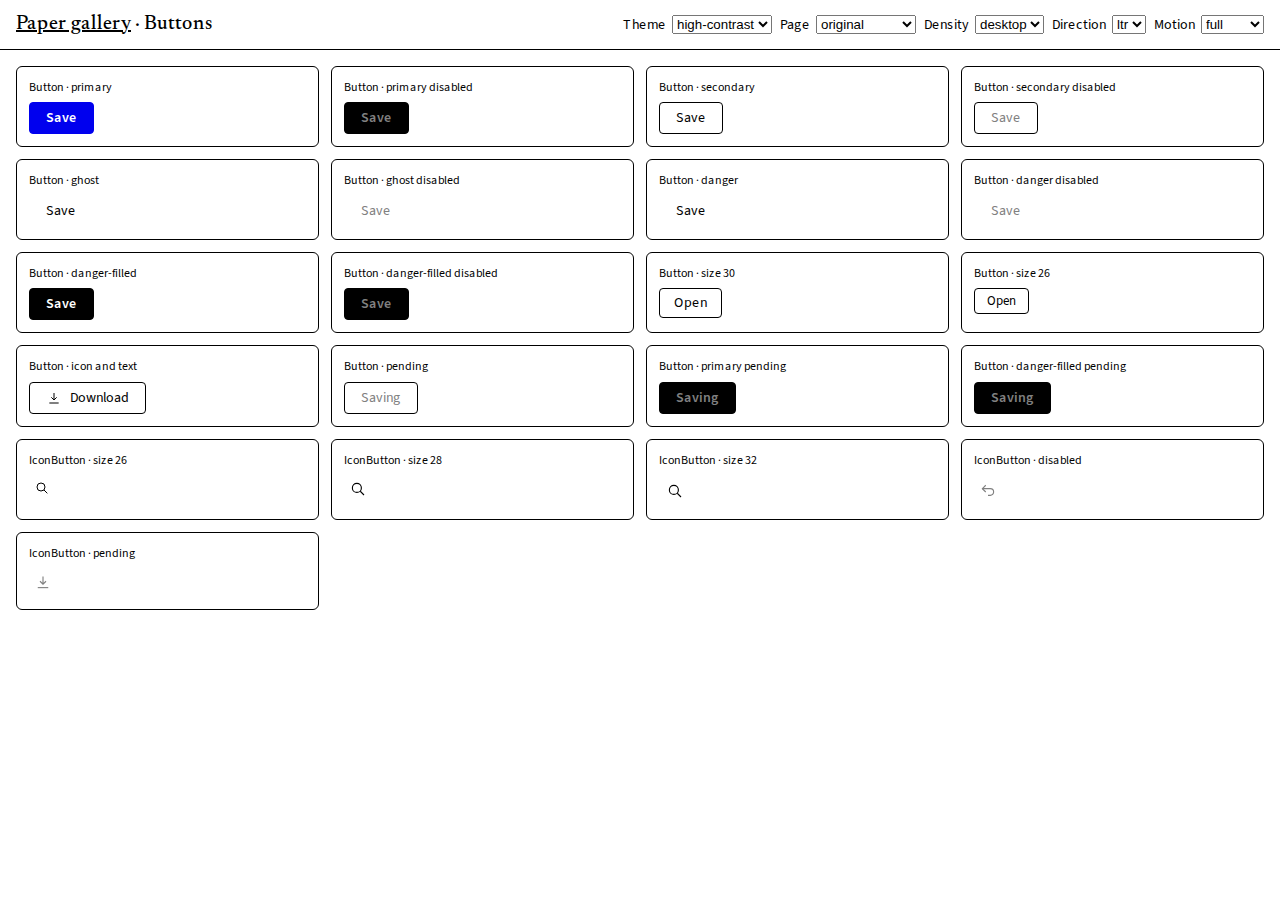 Paper gallery · Buttons
Theme high-contrast Page original Density desktop Direction ltr Motion full
Button · primary
Save
Button · primary disabled
Save
Button · secondary
Save
Button · secondary disabled
Save
Button · ghost
Save
Button · ghost disabled
Save
Button · danger
Save
Button · danger disabled
Save
Button · danger-filled
Save
Button · danger-filled disabled
Save
Button · size 30
Open
Button · size 26
Open
Button · icon and text
Download
Button · pending
Saving
Button · primary pending
Saving
Button · danger-filled pending
Saving
IconButton · size 26
IconButton · size 28
IconButton · size 32
IconButton · disabled
IconButton · pending